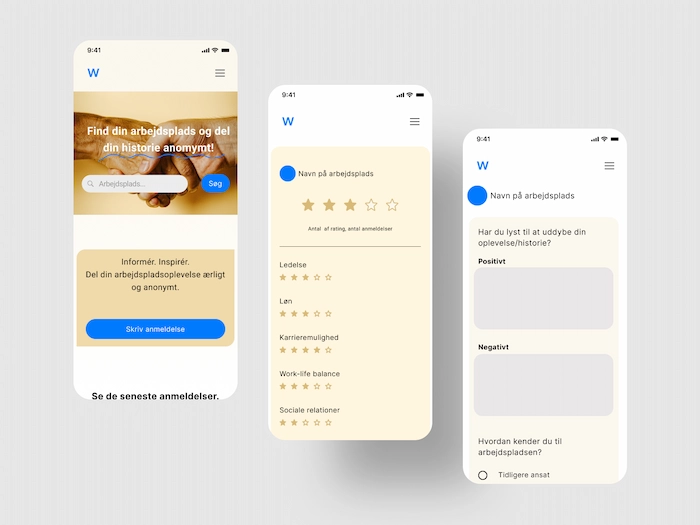 9:41
W
Find din arbejdsplads og del
din historie anomymt!
Arbejdsplads...
Søg
Informér. Inspirér.
Del din arbejdspladsoplevelse ærligt
og anonymt.
Skriv anmeldelse
Se de seneste anmeldelser.
9:41
W
Navn på arbejdsplads
Antal af rating, antal anmeldelser
Ledelse
Løn
Karrieremulighed
Work-life balance
Sociale relationer
9:41
W
Navn på arbejdsplads
Har du lyst til at uddybe din
oplevelse/historie?
Positivt
Negativt
Hvordan kender du til
arbejdspladsen?
Tidligere ansat